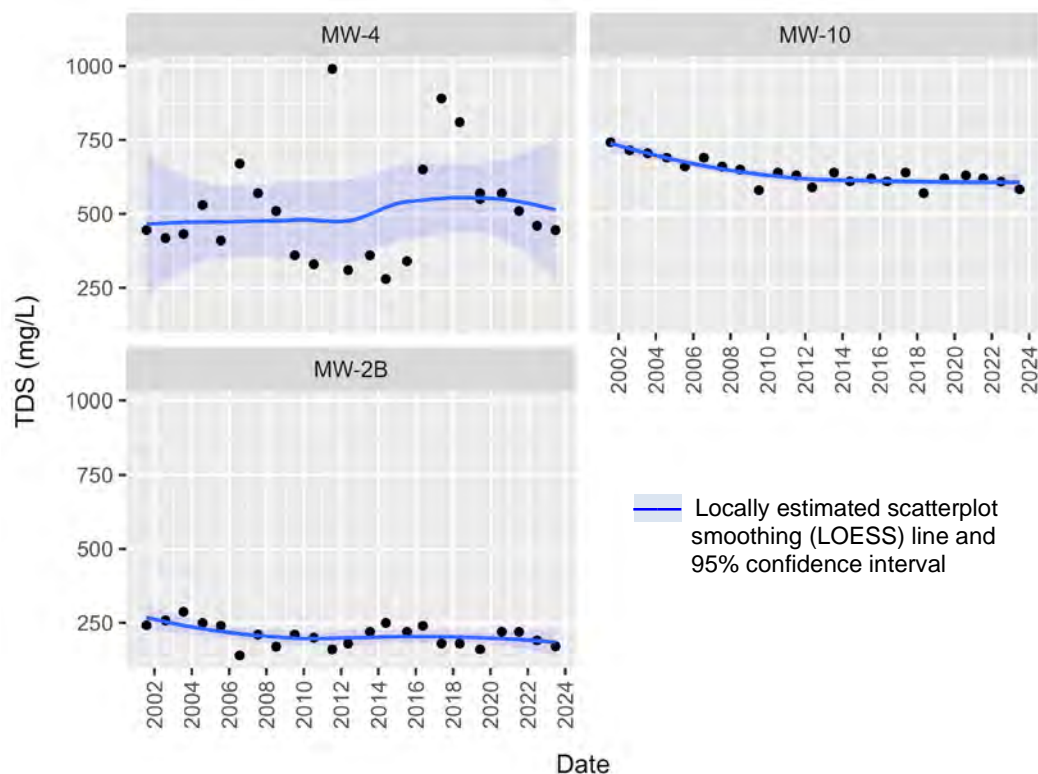 MW-4
MW-10
1000
750
500
250
TDS (mg/L)
2002 2004 2006 2008 2010 2012 2014 2016 2018 2020 2022 2024
MW-2B
1000
750
500
250
Locally estimated scatterplot
smoothing (LOESS) line and
95% confidence interval
2002 2004 2006 2008 2010 2012 2014 2016 2018 2020 2022 2024
Date